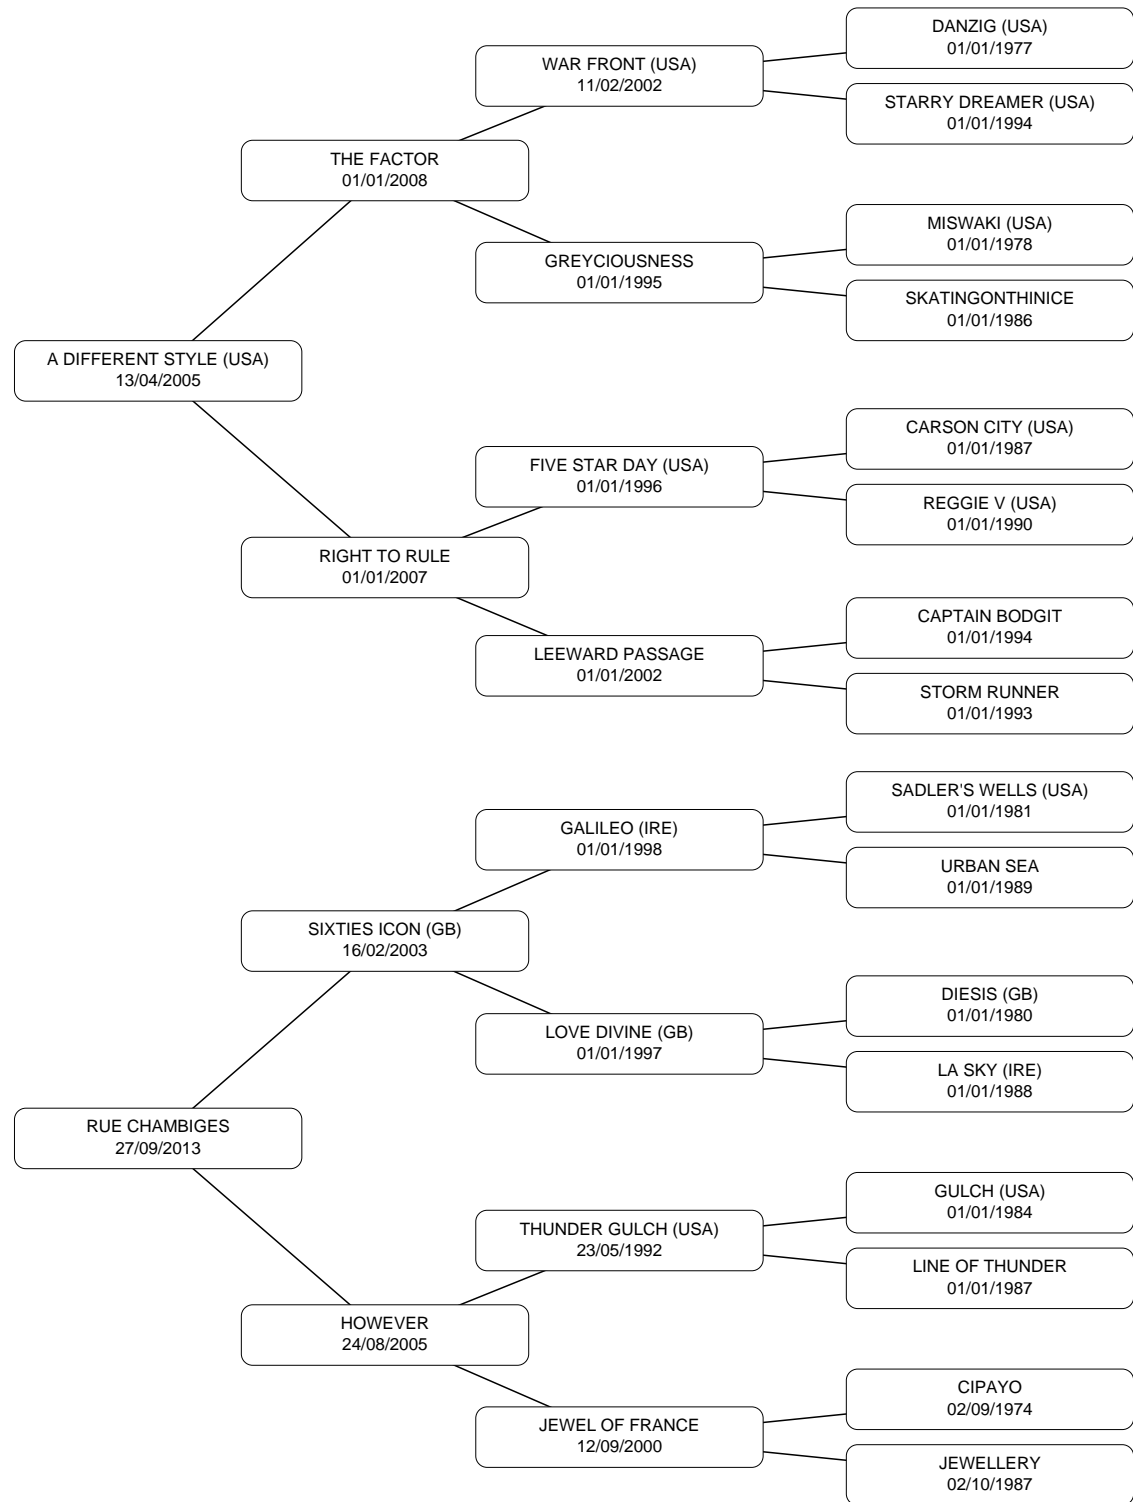 DANZIG (USA)
01/01/1977
WAR FRONT (USA)
11/02/2002
STARRY DREAMER (USA)
01/01/1994
THE FACTOR
01/01/2008
MISWAKI (USA)
01/01/1978
GREYCIOUSNESS
01/01/1995
SKATINGONTHINICE
01/01/1986
A DIFFERENT STYLE (USA)
13/04/2005
CARSON CITY (USA)
01/01/1987
FIVE STAR DAY (USA)
01/01/1996
REGGIE V (USA)
01/01/1990
RIGHT TO RULE
01/01/2007
CAPTAIN BODGIT
01/01/1994
LEEWARD PASSAGE
01/01/2002
STORM RUNNER
01/01/1993
SADLER'S WELLS (USA)
01/01/1981
GALILEO (IRE)
01/01/1998
URBAN SEA
01/01/1989
SIXTIES ICON (GB)
16/02/2003
DIESIS (GB)
01/01/1980
LOVE DIVINE (GB)
01/01/1997
LA SKY (IRE)
01/01/1988
RUE CHAMBIGES
27/09/2013
GULCH (USA)
01/01/1984
THUNDER GULCH (USA)
23/05/1992
LINE OF THUNDER
01/01/1987
HOWEVER
24/08/2005
CIPAYO
02/09/1974
JEWEL OF FRANCE
12/09/2000
JEWELLERY
02/10/1987